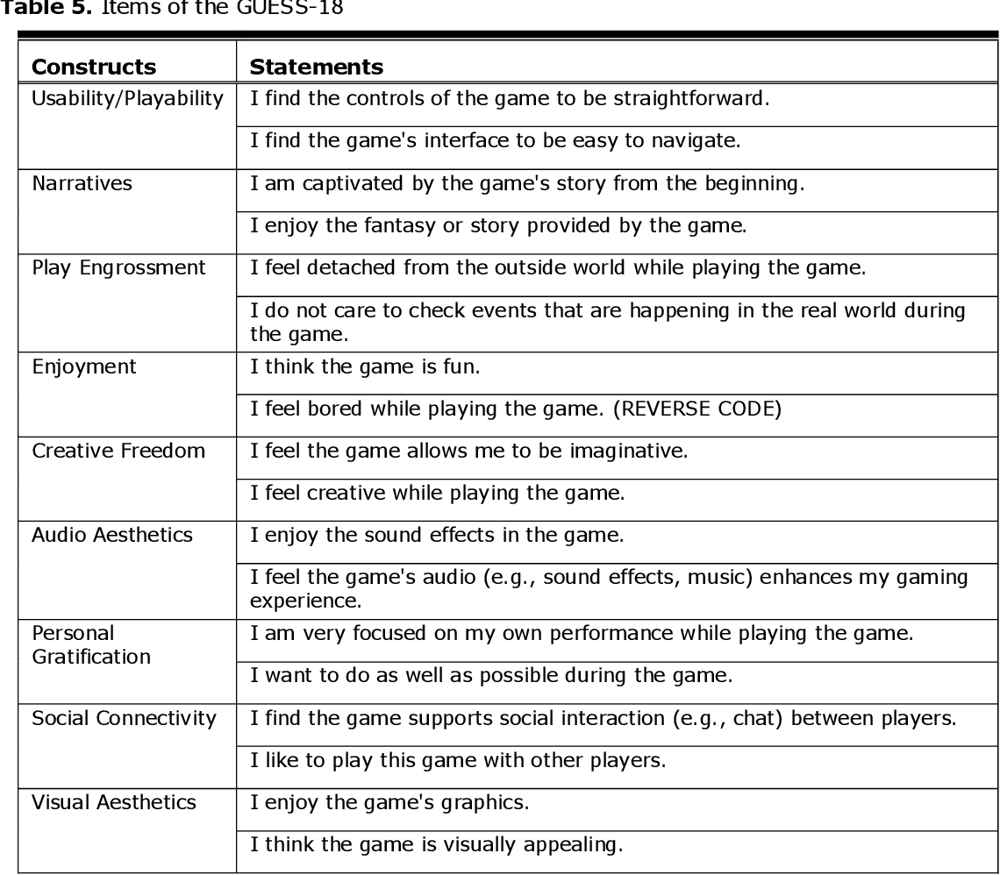 Table 5. Items of the GUESS-18
Constructs Statements
Usability/Playability I find the controls of the game to be straightforward.
I find the game's interface to be easy to navigate.
Narratives I am captivated by the game's story from the beginning.
I enjoy the fantasy or story provided by the game.
Play Engrossment I feel detached from the outside world while playing the game.
I do not care to check events that are happening in the real world during
the game.
Enjoyment I think the game is fun.
I feel bored while playing the game. (REVERSE CODE)
Creative Freedom I feel the game allows me to be imaginative.
I feel creative while playing the game.
Audio Aesthetics I enjoy the sound effects in the game.
I feel the game's audio (e.g., sound effects, music) enhances my gaming
experience.
Personal I am very focused on my own performance while playing the game.
Gratification
I want to do as well as possible during the game.
Social Connectivity I find the game supports social interaction (e.g., chat) between players.
I like to play this game with other players.
Visual Aesthetics I enjoy the game's graphics.
I think the game is visually appealing.